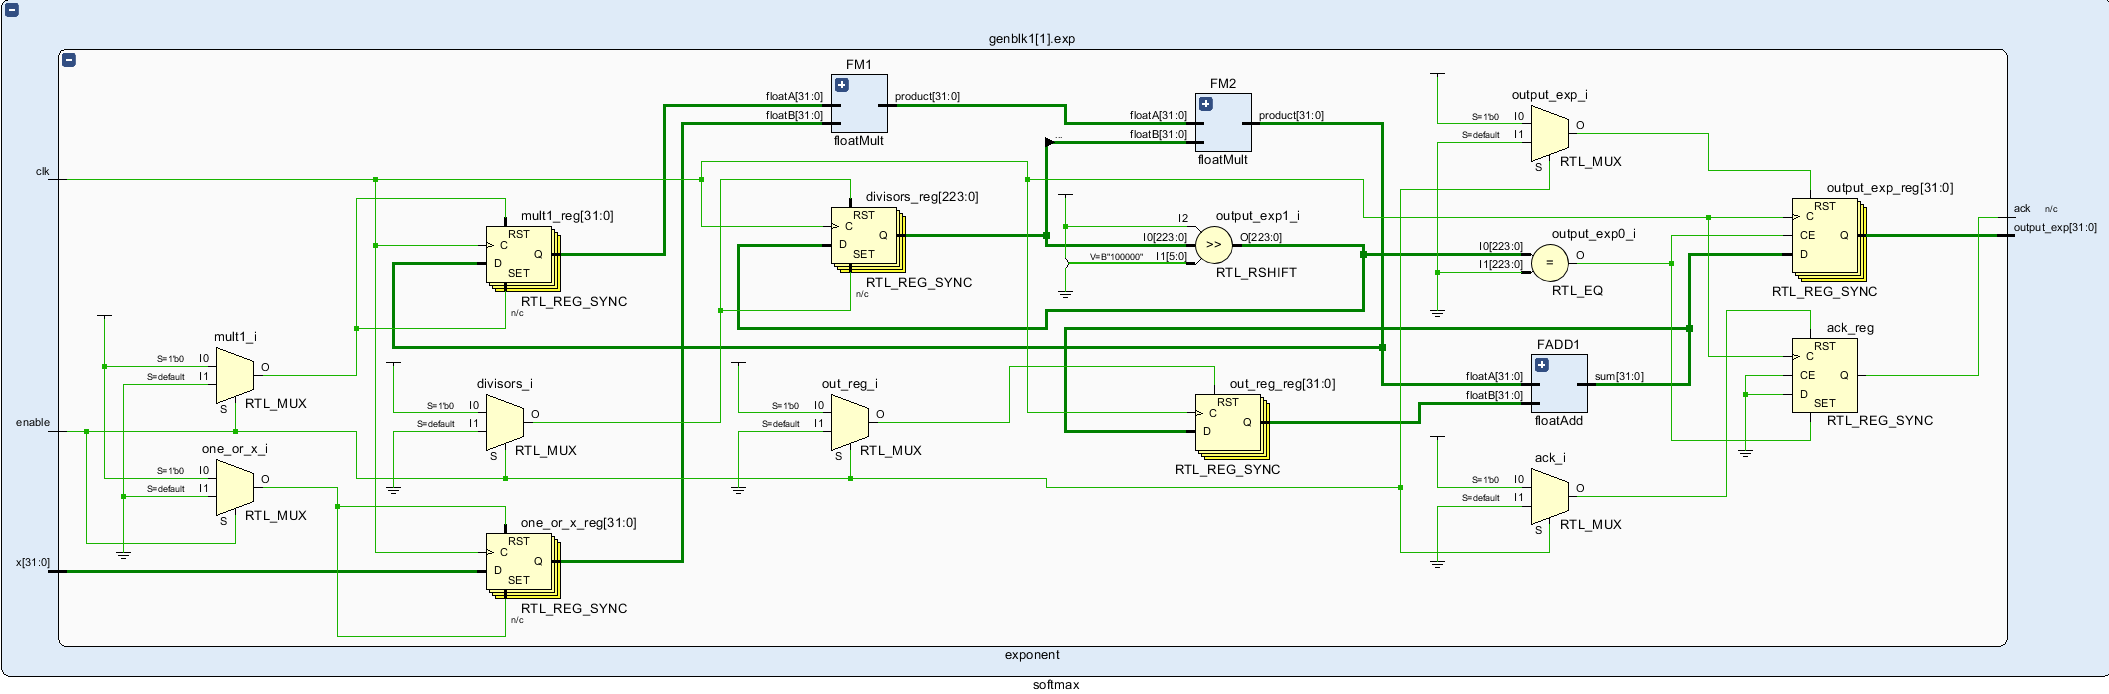 genblk1[1].exp
FM1
floatA[31:0]
floatB[31:0]
product[31:0]
floatMult
FM2
floatA[31:0]
floatB[31:0]
product[31:0]
...
floatMult
output_exp_i
S=1'b0 I0
S=default I1
O
S
RTL_MUX
clk
mult1_reg[31:0]
RST
C
D
Q
SET
RTL_REG_SYNC
n/c
divisors_reg[223:0]
RST
C
D
Q
SET
RTL_REG_SYNC
n/c
output_exp1_i
I2
I0[223:0]
V=B"100000" I1[5:0]
>>
O[223:0]
RTL_RSHIFT
output_exp0_i
I0[223:0]
I1[223:0]
=
O
RTL_EQ
output_exp_reg[31:0]
RST
C
CE
D
Q
RTL_REG_SYNC
ack n/c
output_exp[31:0]
mult1_i
S=1'b0 I0
S=default I1
O
S
RTL_MUX
enable
divisors_i
S=1'b0 I0
S=default I1
O
S
RTL_MUX
out_reg_i
S=1'b0 I0
S=default I1
O
S
RTL_MUX
out_reg_reg[31:0]
RST
C
D
Q
RTL_REG_SYNC
FADD1
floatA[31:0]
floatB[31:0]
sum[31:0]
floatAdd
ack_reg
RST
C
CE
D
Q
SET
RTL_REG_SYNC
one_or_x_i
S=1'b0 I0
S=default I1
O
S
RTL_MUX
ack_i
S=1'b0 I0
S=default I1
O
S
RTL_MUX
x[31:0]
one_or_x_reg[31:0]
RST
C
D
Q
SET
RTL_REG_SYNC
n/c
exponent
softmax